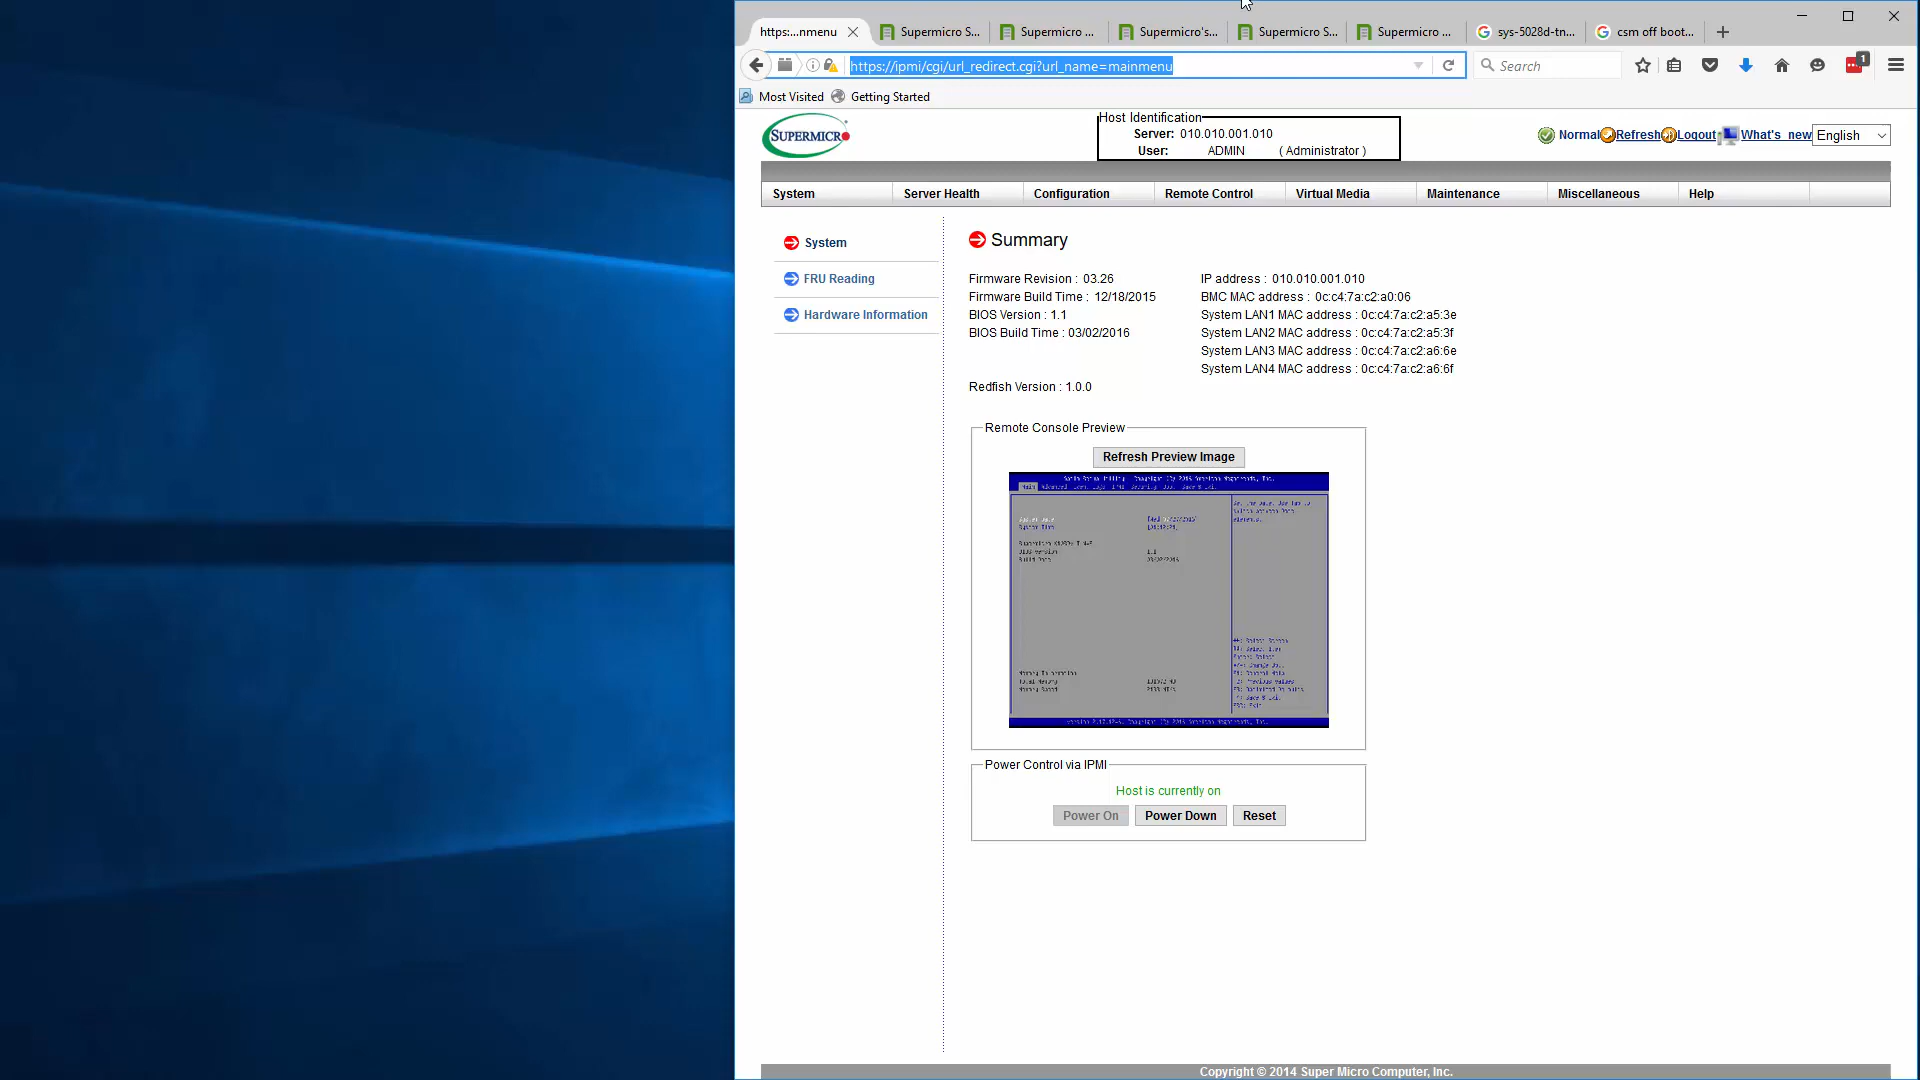 https:...nmenu
Supermicro S...
Supermicro ...
Supermicro's...
Supermicro S...
Supermicro ...
sys-5028d-tn...
csm off boot...
https://ipmi/cgi/url_redirect.cgi?url_name=mainmenu
Search
1
Most Visited
Getting Started
SUPERMICRO
Host Identification
Server: 010.010.001.010
User: ADMIN ( Administrator )
Normal
Refresh
Logout
What's new
English
System
Server Health
Configuration
Remote Control
Virtual Media
Maintenance
Miscellaneous
Help
System
FRU Reading
Hardware Information
Summary
Firmware Revision : 03.26
Firmware Build Time : 12/18/2015
BIOS Version : 1.1
BIOS Build Time : 03/02/2016
Redfish Version : 1.0.0
IP address : 010.010.001.010
BMC MAC address : 0c:c4:7a:c2:a0:06
System LAN1 MAC address : 0c:c4:7a:c2:a5:3e
System LAN2 MAC address : 0c:c4:7a:c2:a5:3f
System LAN3 MAC address : 0c:c4:7a:c2:a6:6e
System LAN4 MAC address : 0c:c4:7a:c2:a6:6f
Remote Console Preview
Refresh Preview Image
Power Control via IPMI
Host is currently on
Power On
Power Down
Reset
Copyright © 2014 Super Micro Computer, Inc.